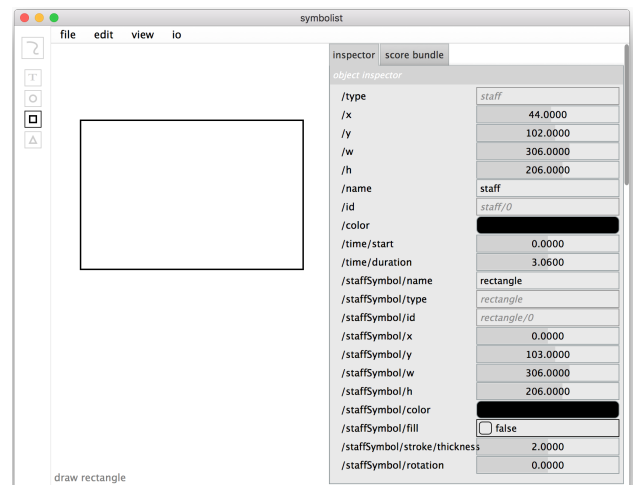 symbolist
file edit view io
inspector score bundle
object inspector
/type staff
/x 44.0000
/y 102.0000
/w 306.0000
/h 206.0000
/name staff
/id staff/0
/color
/time/start 0.0000
/time/duration 3.0600
/staffSymbol/name rectangle
/staffSymbol/type rectangle
/staffSymbol/id rectangle/0
/staffSymbol/x 0.0000
/staffSymbol/y 103.0000
/staffSymbol/w 306.0000
/staffSymbol/h 206.0000
/staffSymbol/color
/staffSymbol/fill false
/staffSymbol/stroke/thickness 2.0000
/staffSymbol/rotation 0.0000
T
draw rectangle